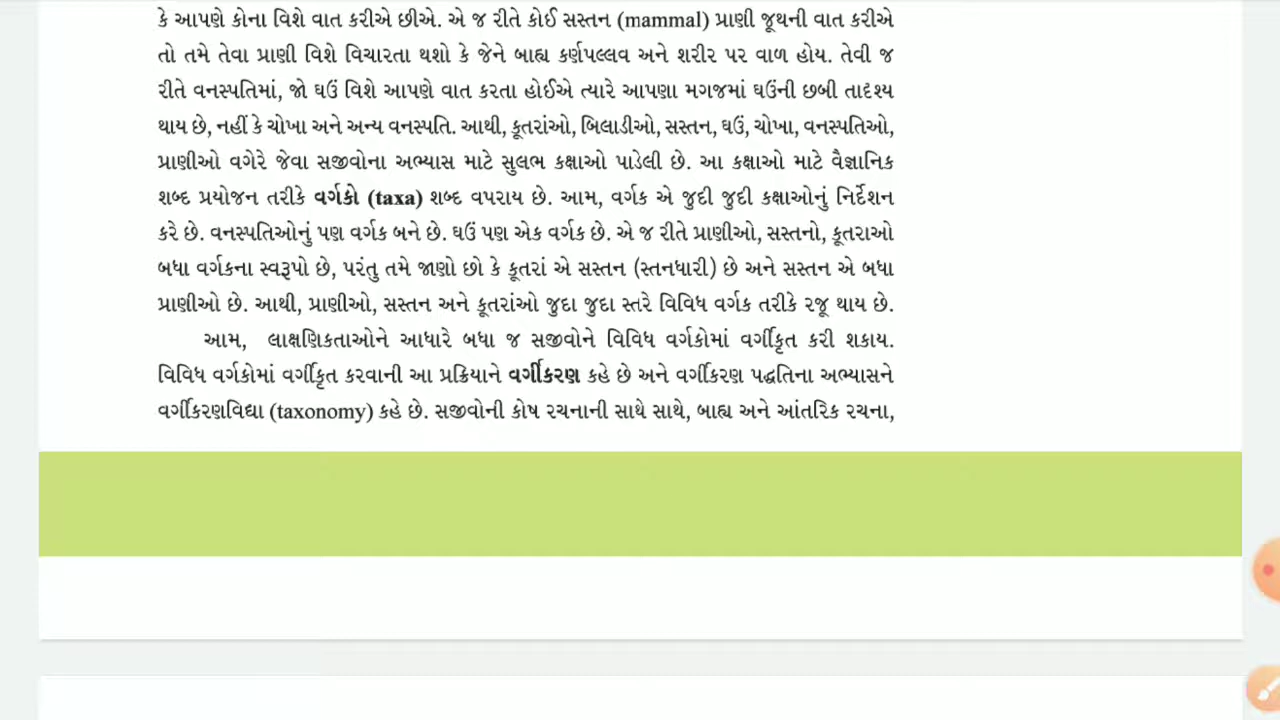 કે આપણે કોના વિશે વાત કરીએ છીએ. એ જ રીતે કોઈ સસ્તન (mammal) પ્રાણી જૂથની વાત કરીએ
તો તમે તેવા પ્રાણી વિશે વિચારતા થશો કે જેને બાહ્ય કર્ણપલ્લવ અને શરીર પર વાળ હોય. તેવી જ
રીતે વનસ્પતિમાં, જો ઘઉં વિશે આપણે વાત કરતા હોઈએ ત્યારે આપણા મગજમાં ઘઉંની છબી તાદૃશ્ય
થાય છે, નહીં કે ચોખા અને અન્ય વનસ્પતિ. આથી, કૂતરાંઓ, બિલાડીઓ, સસ્તન, ઘઉં, ચોખા, વનસ્પતિઓ,
પ્રાણીઓ વગેરે જેવા સજીવોના અભ્યાસ માટે સુલભ કક્ષાઓ પાડેલી છે. આ કક્ષાઓ માટે વૈજ્ઞાનિક
શબ્દ પ્રયોજન તરીકે વર્ગકો (taxa) શબ્દ વપરાય છે. આમ, વર્ગક એ જુદી જુદી કક્ષાઓનું નિર્દેશન
કરે છે. વનસ્પતિઓનું પણ વર્ગક બને છે. ઘઉં પણ એક વર્ગક છે. એ જ રીતે પ્રાણીઓ, સસ્તનો, કૂતરાઓ
બધા વર્ગકના સ્વરૂપો છે, પરંતુ તમે જાણો છો કે કૂતરાં એ સસ્તન (સ્તનધારી) છે અને સસ્તન એ બધા
પ્રાણીઓ છે. આથી, પ્રાણીઓ, સસ્તન અને કૂતરાંઓ જુદા જુદા સ્તરે વિવિધ વર્ગક તરીકે રજૂ થાય છે.
આમ, લાક્ષણિકતાઓને આધારે બધા જ સજીવોને વિવિધ વર્ગકોમાં વર્ગીકૃત કરી શકાય.
વિવિધ વર્ગકોમાં વર્ગીકૃત કરવાની આ પ્રક્રિયાને વર્ગીકરણ કહે છે અને વર્ગીકરણ પદ્ધતિના અભ્યાસને
વર્ગીકરણવિદ્યા (taxonomy) કહે છે. સજીવોની કોષ રચનાની સાથે સાથે, બાહ્ય અને આંતરિક રચના,